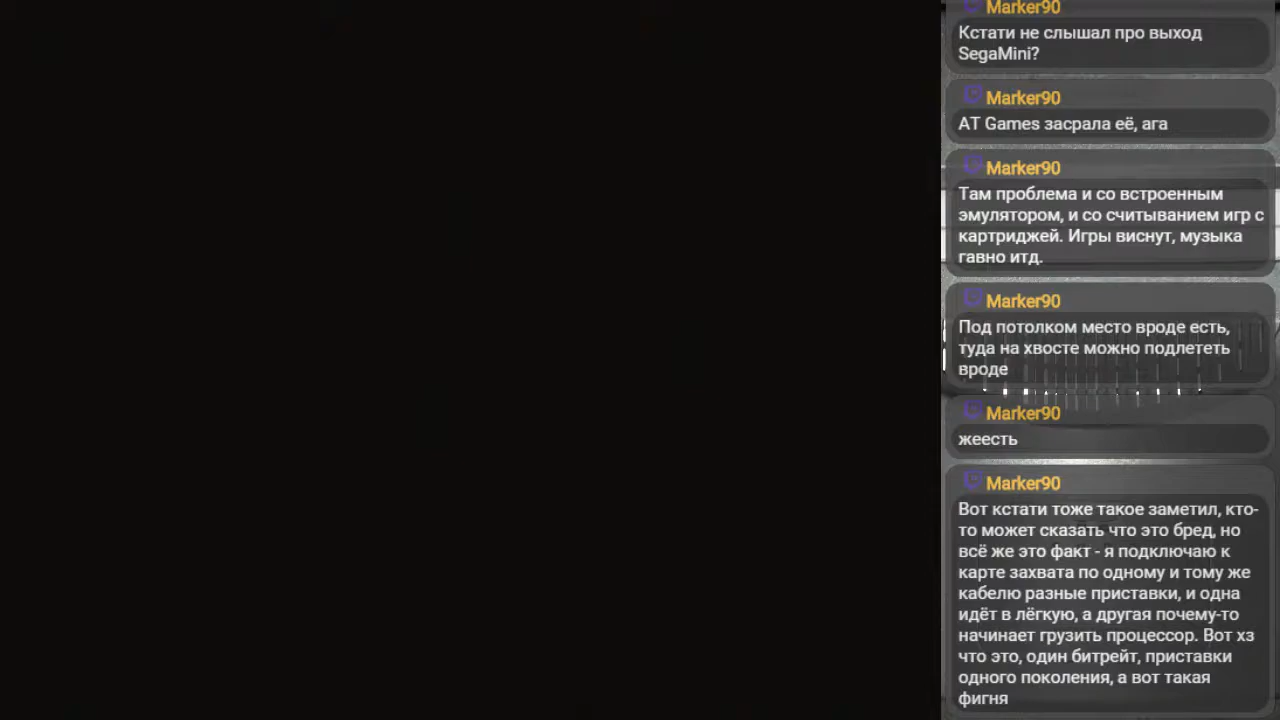 Marker90
Кстати не слышал про выход
SegaMini?
Marker90
AT Games засрала её, ага
Marker90
Там проблема и со встроенным
эмулятором, и со считыванием игр с
картриджей. Игры виснут, музыка
гавно итд.
Marker90
Под потолком место вроде есть,
туда на хвосте можно подлететь
вроде
Marker90
жеесть
Marker90
Вот кстати тоже такое заметил, кто-
то может сказать что это бред, но
всё же это факт - я подключаю к
карте захвата по одному и тому же
кабелю разные приставки, и одна
идёт в лёгкую, а другая почему-то
начинает грузить процессор. Вот хз
что это, один битрейт, приставки
одного поколения, а вот такая
фигня